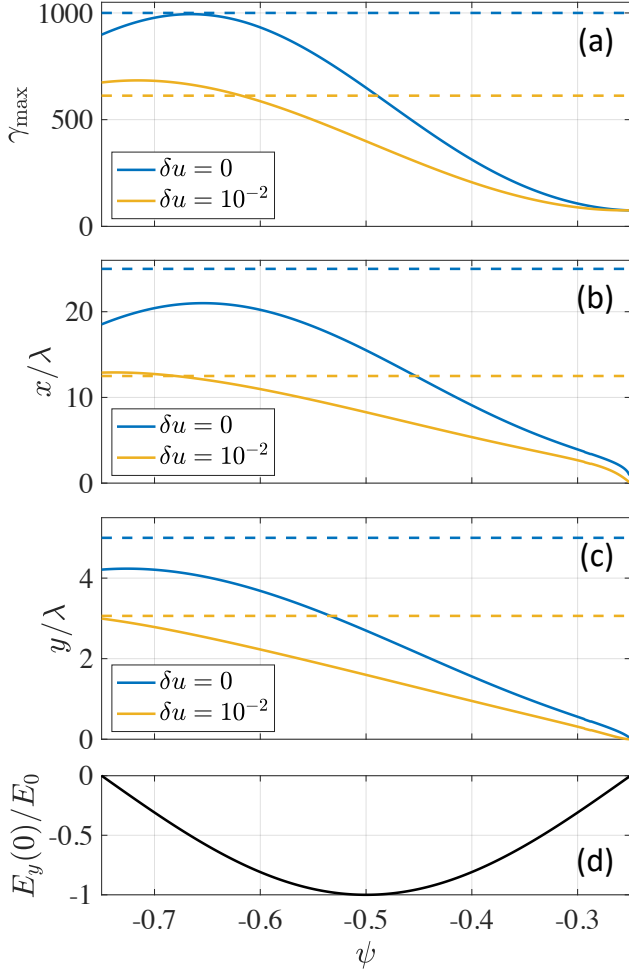 1000
(a)
γmax
500
δu = 0
δu = 10⁻²
0
(b)
20
x/λ
10
δu = 0
δu = 10⁻²
0
(c)
4
y/λ
2
δu = 0
δu = 10⁻²
0
0
E_y(0)/E_0
-0.5
(d)
-1
-0.7 -0.6 -0.5 -0.4 -0.3
ψ